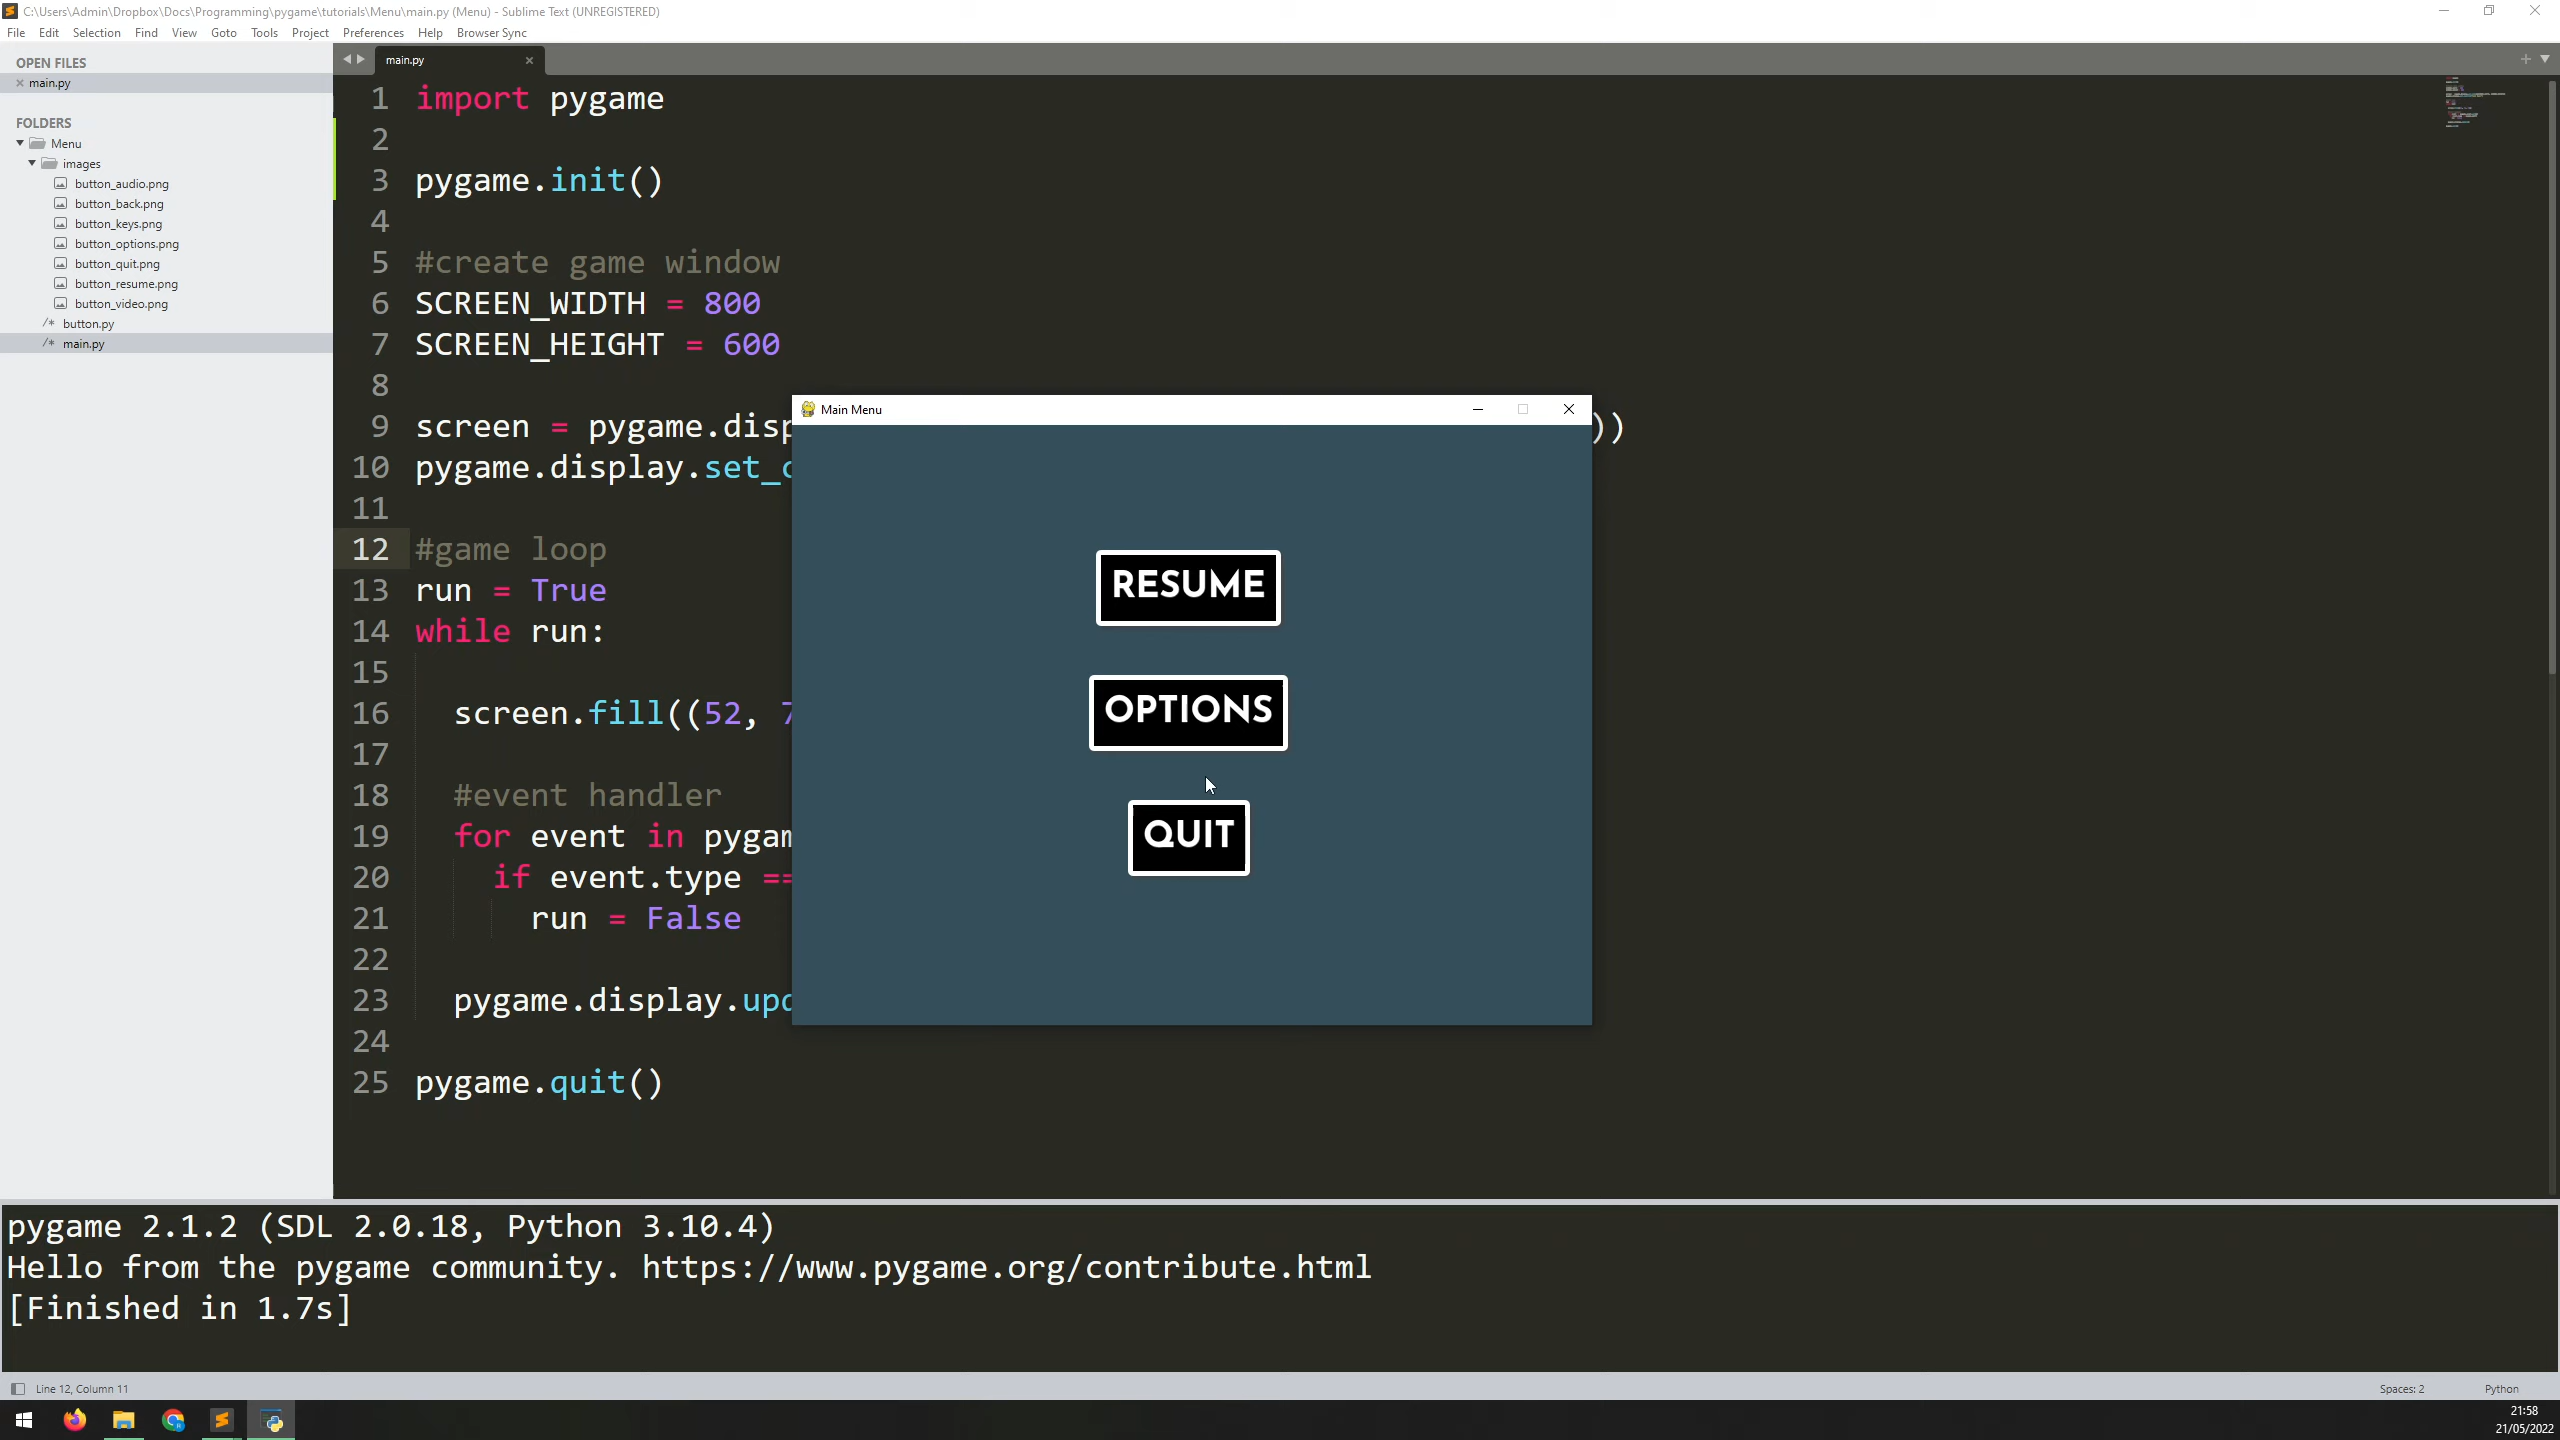 C:\Users\Admin\Dropbox\Docs\Programming\pygame\tutorials\Menu\main.py (Menu) - Sublime Text (UNREGISTERED)
File Edit Selection Find View Goto Tools Project Preferences Help Browser Sync
OPEN FILES
main.py
FOLDERS
Menu
images
button_audio.png
button_back.png
button_keys.png
button_options.png
button_quit.png
button_resume.png
button_video.png
/* button.py
/* main.py
main.py
1 import pygame
2
3 pygame.init()
4
5 #create game window
6 SCREEN_WIDTH = 800
7 SCREEN_HEIGHT = 600
8
9 screen = pygame.disp ))
10 pygame.display.set_c
11
12 #game loop
13 run = True
14 while run:
15
16 screen.fill((52, 7
17
18 #event handler
19 for event in pygam
20 if event.type ==
21 run = False
22
23 pygame.display.upd
24
25 pygame.quit()
Main Menu
RESUME
OPTIONS
QUIT
pygame 2.1.2 (SDL 2.0.18, Python 3.10.4)
Hello from the pygame community. https://www.pygame.org/contribute.html
[Finished in 1.7s]
Line 12, Column 11
Spaces: 2 Python
21:58
21/05/2022